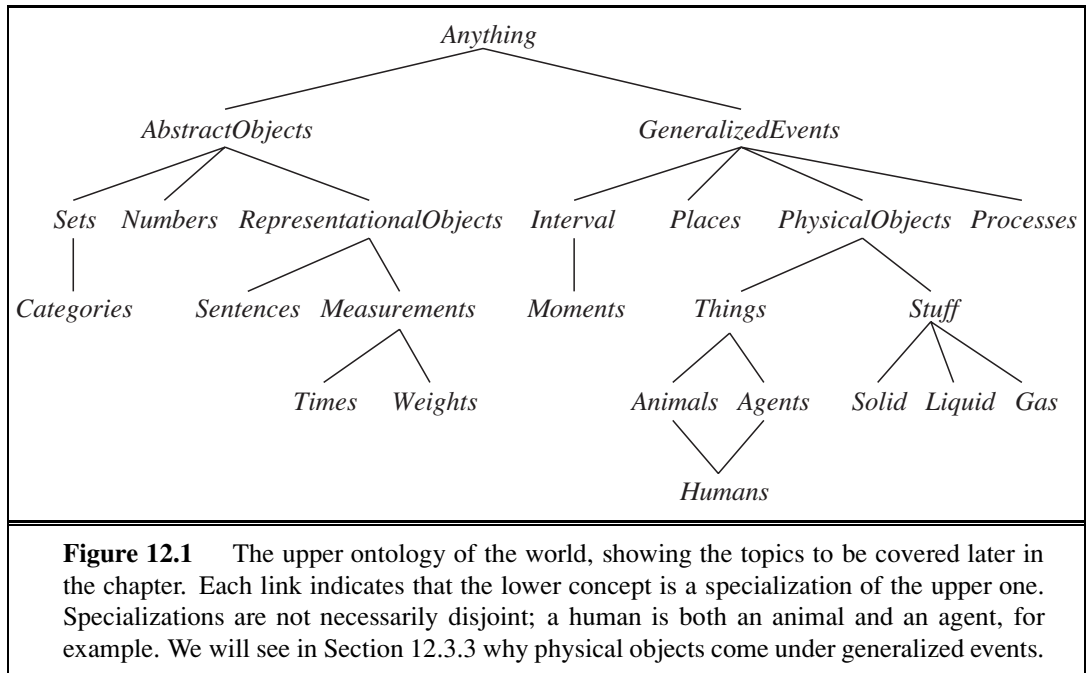 Anything
AbstractObjects GeneralizedEvents
Sets Numbers RepresentationalObjects Interval Places PhysicalObjects Processes
Categories Sentences Measurements Moments Things Stuff
Times Weights Animals Agents Solid Liquid Gas
Humans
Figure 12.1 The upper ontology of the world, showing the topics to be covered later in
the chapter. Each link indicates that the lower concept is a specialization of the upper one.
Specializations are not necessarily disjoint; a human is both an animal and an agent, for
example. We will see in Section 12.3.3 why physical objects come under generalized events.